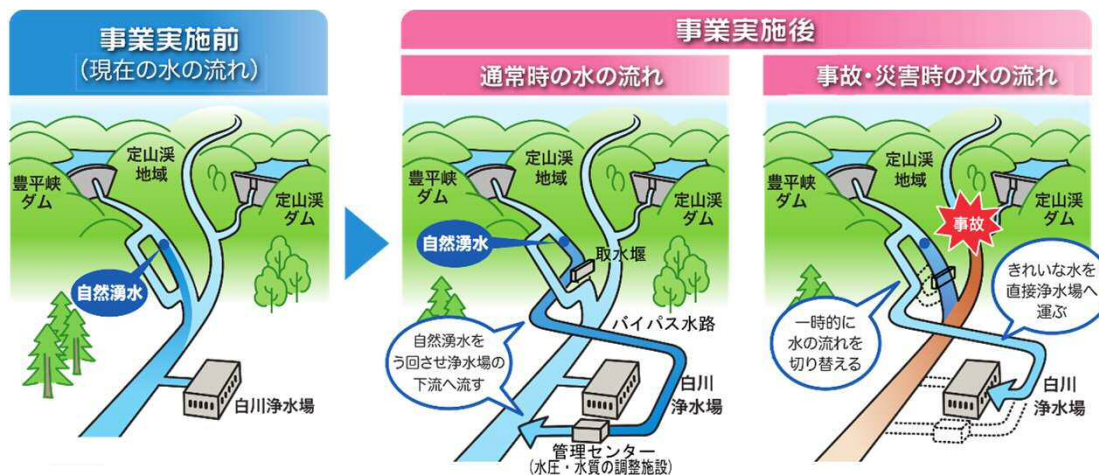 事業実施前
(現在の水の流れ)
豊平峡
ダム
定山渓
地域
定山渓
ダム
自然湧水
白川浄水場
事業実施後
通常時の水の流れ
豊平峡
ダム
定山渓
地域
定山渓
ダム
自然湧水
取水堰
バイパス水路
自然湧水を
う回させ浄水場の
下流へ流す
白川
浄水場
管理センター
(水圧・水質の調整施設)
事故・災害時の水の流れ
豊平峡
ダム
定山渓
地域
定山渓
ダム
事故
きれいな水を
直接浄水場へ
運ぶ
一時的に
水の流れを
切り替える
白川
浄水場